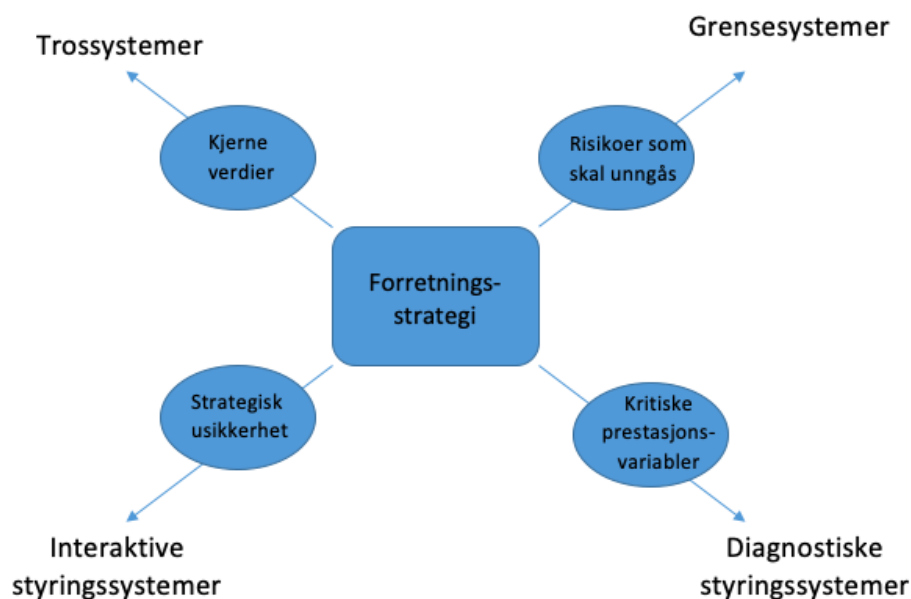 Trossystemer
Grensesystemer
Kjerne
verdier
Risikoer som
skal unngås
Forretnings-
strategi
Strategisk
usikkerhet
Kritiske
prestasjons-
variabler
Interaktive
styringssystemer
Diagnostiske
styringssystemer